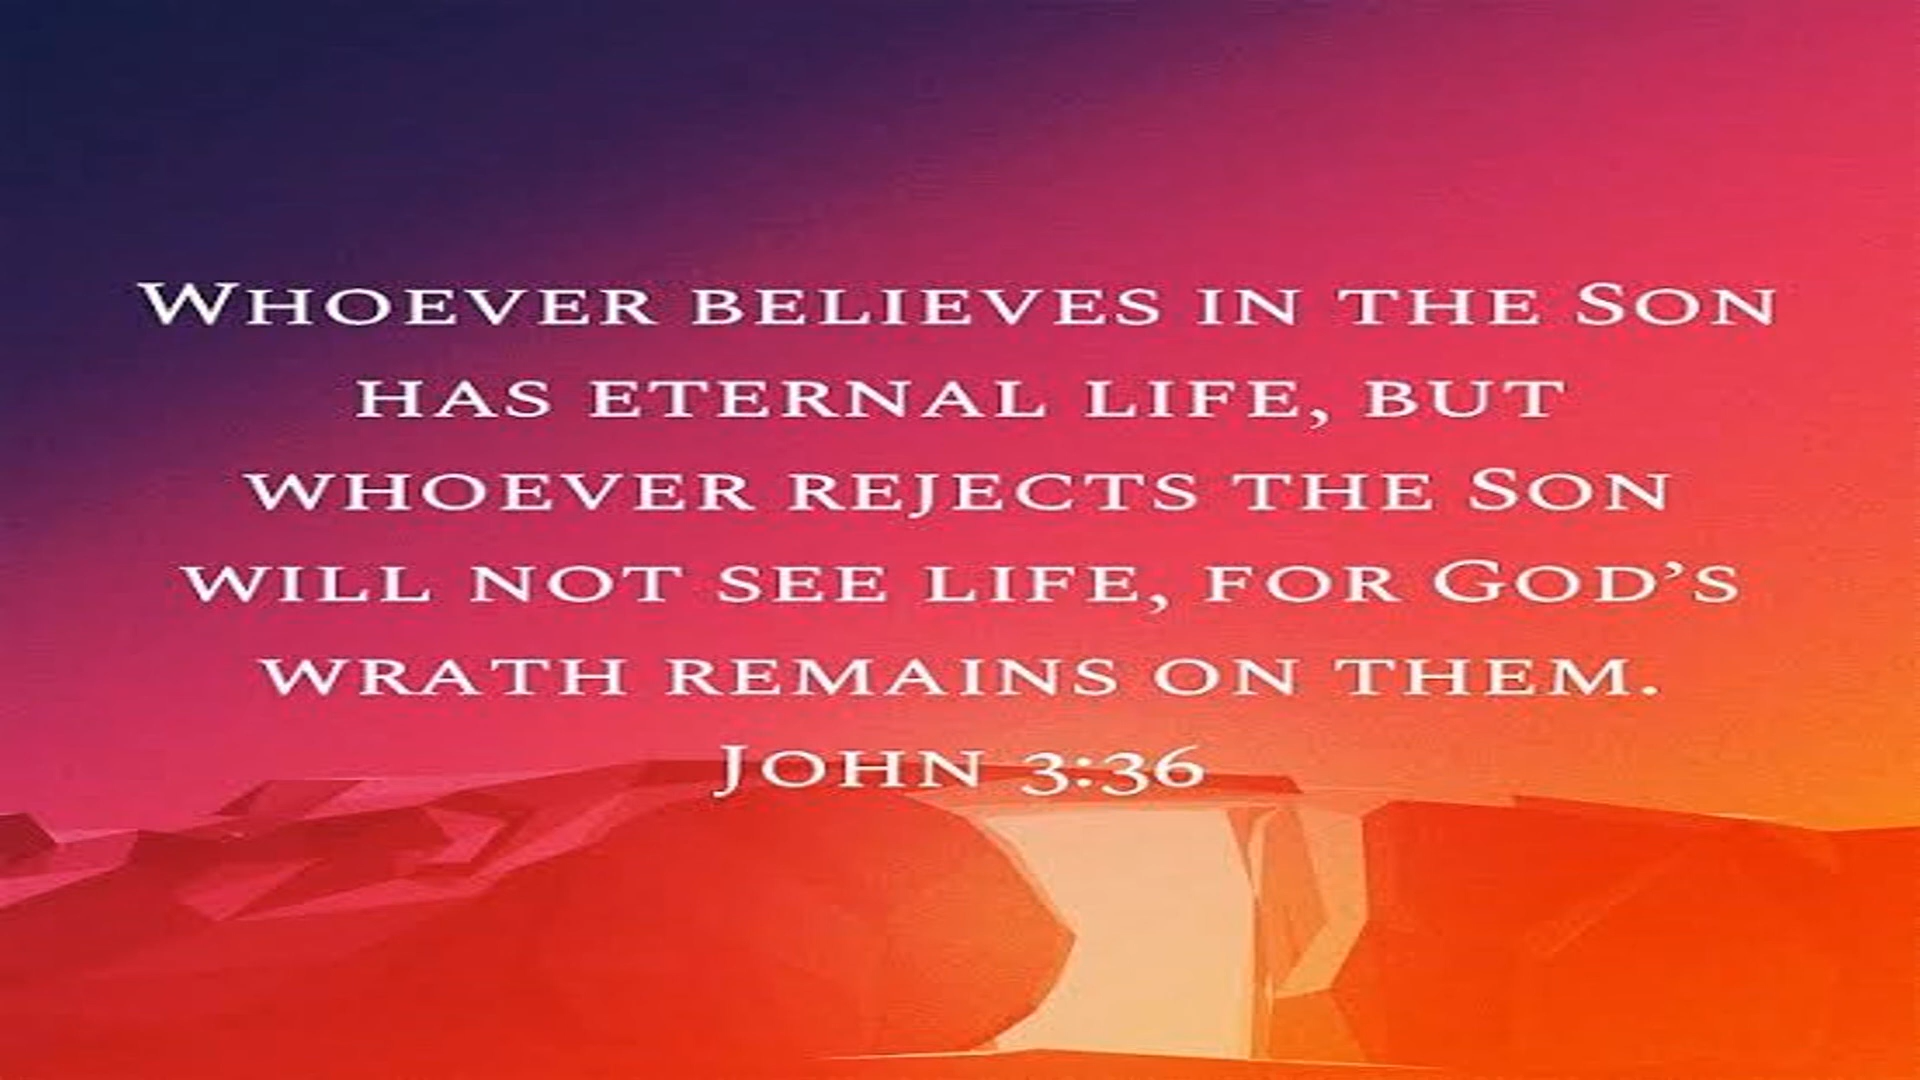 Whoever believes in the Son
has eternal life, but
whoever rejects the Son
will not see life, for God’s
wrath remains on them.
John 3:36